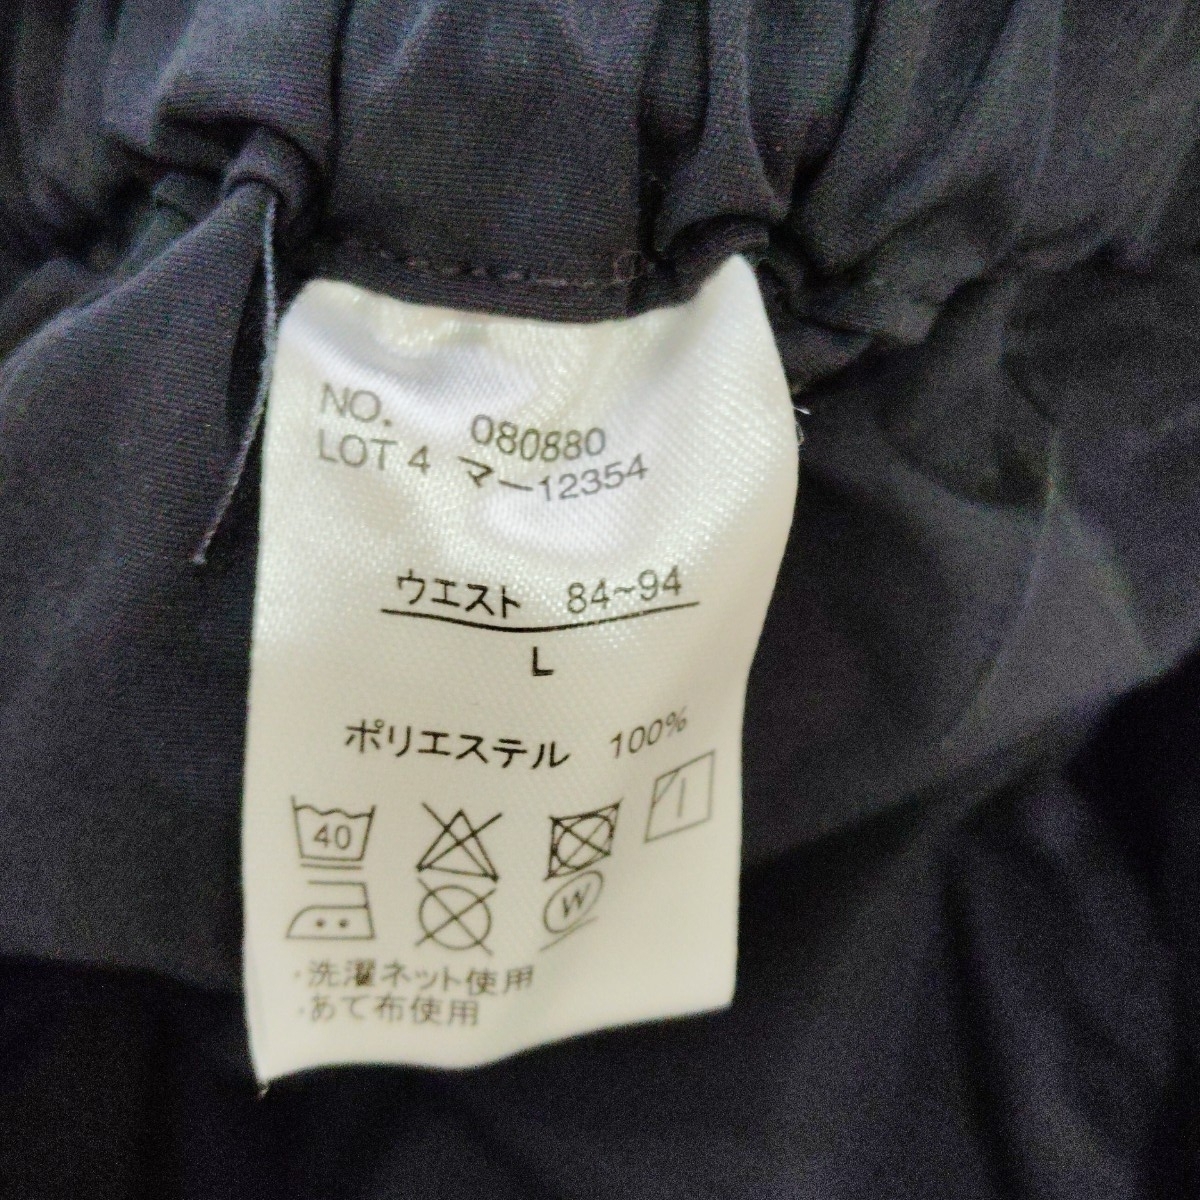 NO. 080880
LOT 4 マー12354
ウエスト 84~94
L
ポリエステル 100%
40
W
・洗濯ネット使用
・あて布使用